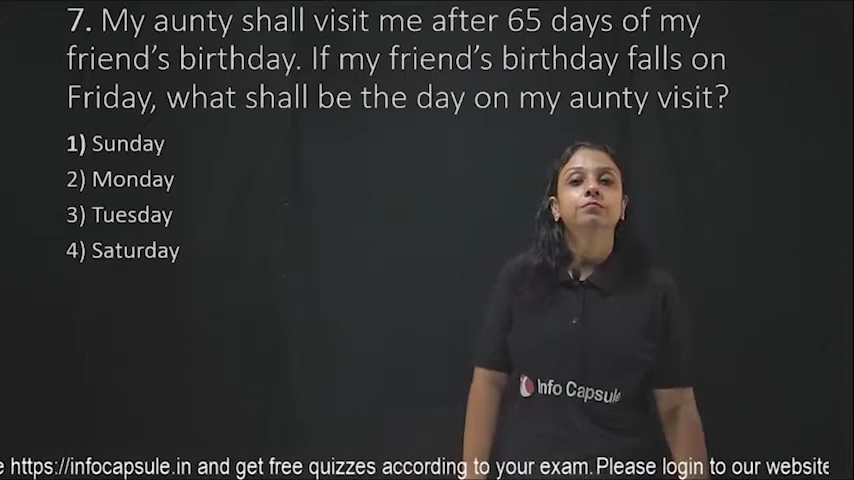 7. My aunty shall visit me after 65 days of my
friend’s birthday. If my friend’s birthday falls on
Friday, what shall be the day on my aunty visit?
1) Sunday
2) Monday
3) Tuesday
4) Saturday
Info Capsule
e https://infocapsule.in and get free quizzes according to your exam. Please login to our website